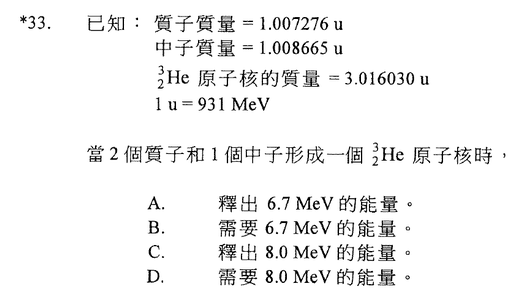 *33. 已知： 質子質量 = 1.007276 u
中子質量 = 1.008665 u
³₂He 原子核的質量 = 3.016030 u
1 u = 931 MeV
當 2 個質子和 1 個中子形成一個 ³₂He 原子核時，
A. 釋出 6.7 MeV 的能量。
B. 需要 6.7 MeV 的能量。
C. 釋出 8.0 MeV 的能量。
D. 需要 8.0 MeV 的能量。